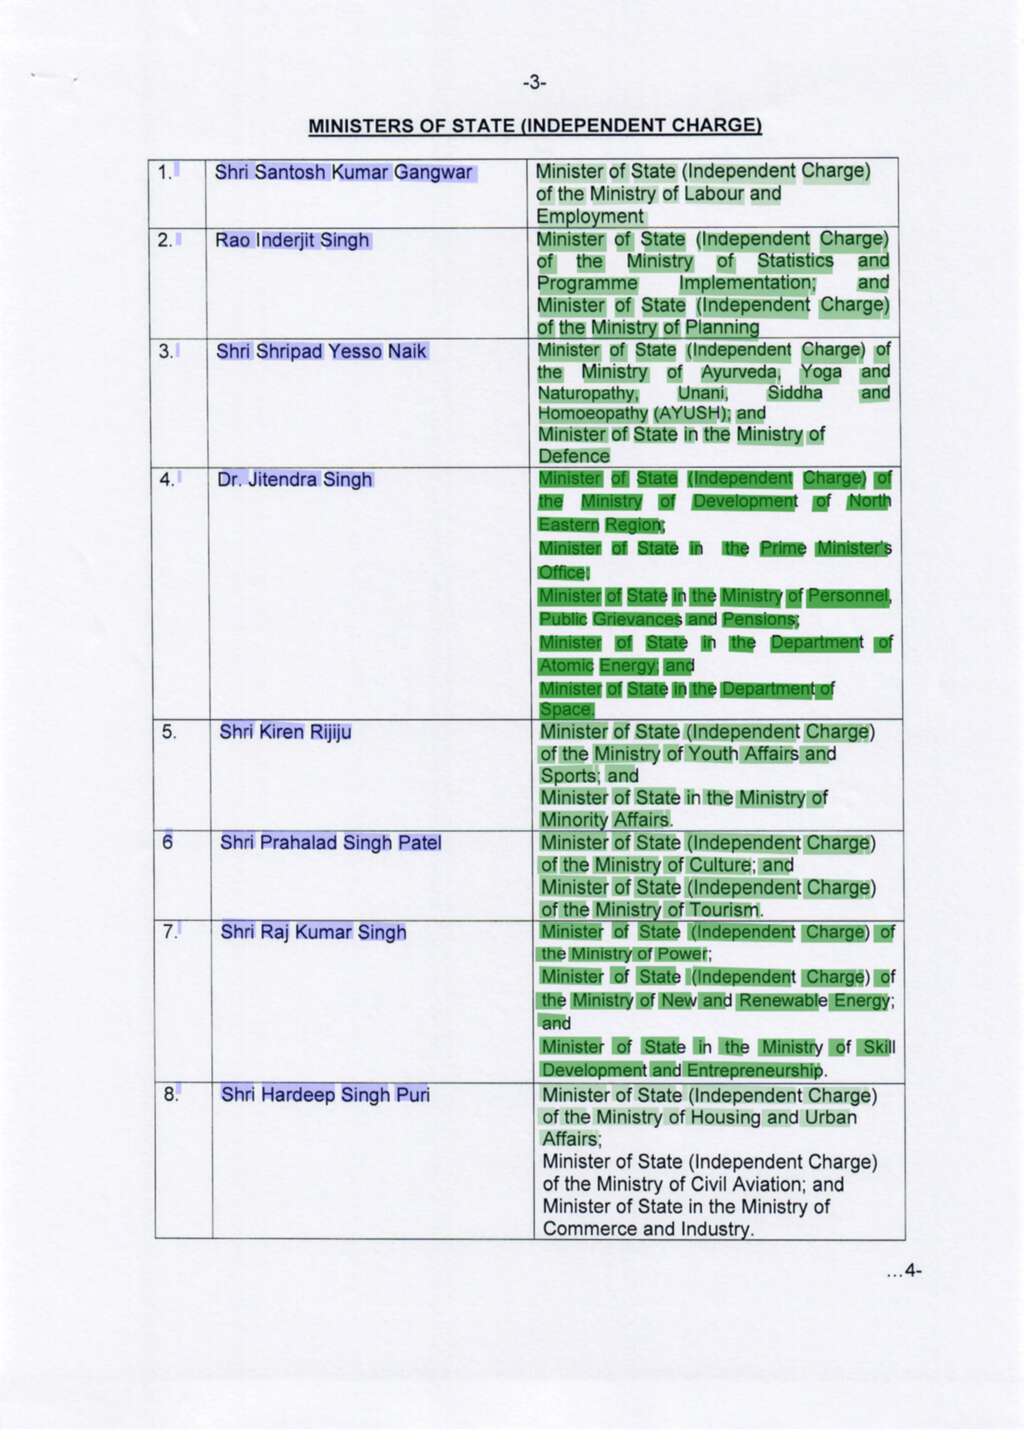 -3-
MINISTERS OF STATE (INDEPENDENT CHARGE)
1. Shri Santosh Kumar Gangwar Minister of State (Independent Charge)
of the Ministry of Labour and
Employment
2. Rao Inderjit Singh Minister of State (Independent Charge)
of the Ministry of Statistics and
Programme Implementation; and
Minister of State (Independent Charge)
of the Ministry of Planning
3. Shri Shripad Yesso Naik Minister of State (Independent Charge) of
the Ministry of Ayurveda, Yoga and
Naturopathy, Unani, Siddha and
Homoeopathy (AYUSH); and
Minister of State in the Ministry of
Defence
4. Dr. Jitendra Singh Minister of State (Independent Charge) of
the Ministry of Development of North
Eastern Region;
Minister of State in the Prime Minister's
Office;
Minister of State in the Ministry of Personnel,
Public Grievances and Pensions;
Minister of State in the Department of
Atomic Energy; and
Minister of State in the Department of
Space.
5. Shri Kiren Rijiju Minister of State (Independent Charge)
of the Ministry of Youth Affairs and
Sports; and
Minister of State in the Ministry of
Minority Affairs.
6 Shri Prahalad Singh Patel Minister of State (Independent Charge)
of the Ministry of Culture; and
Minister of State (Independent Charge)
of the Ministry of Tourism.
7. Shri Raj Kumar Singh Minister of State (Independent Charge) of
the Ministry of Power;
Minister of State (Independent Charge) of
the Ministry of New and Renewable Energy;
and
Minister of State in the Ministry of Skill
Development and Entrepreneurship.
8. Shri Hardeep Singh Puri Minister of State (Independent Charge)
of the Ministry of Housing and Urban
Affairs;
Minister of State (Independent Charge)
of the Ministry of Civil Aviation; and
Minister of State in the Ministry of
Commerce and Industry.
...4-